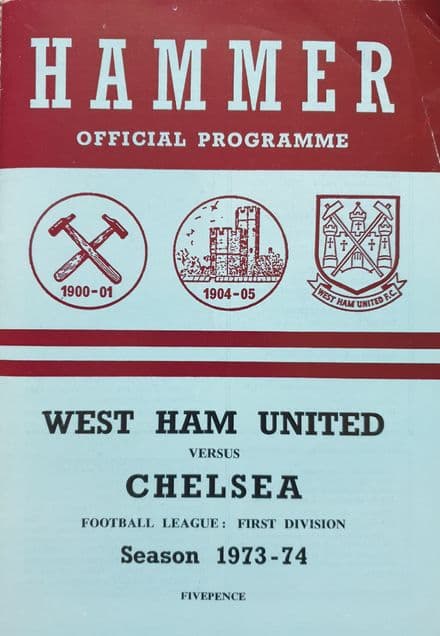 HAMMER
OFFICIAL PROGRAMME
1900-01
1904-05
WEST HAM UNITED F.C.
WEST HAM UNITED
VERSUS
CHELSEA
FOOTBALL LEAGUE: FIRST DIVISION
Season 1973-74
FIVEPENCE